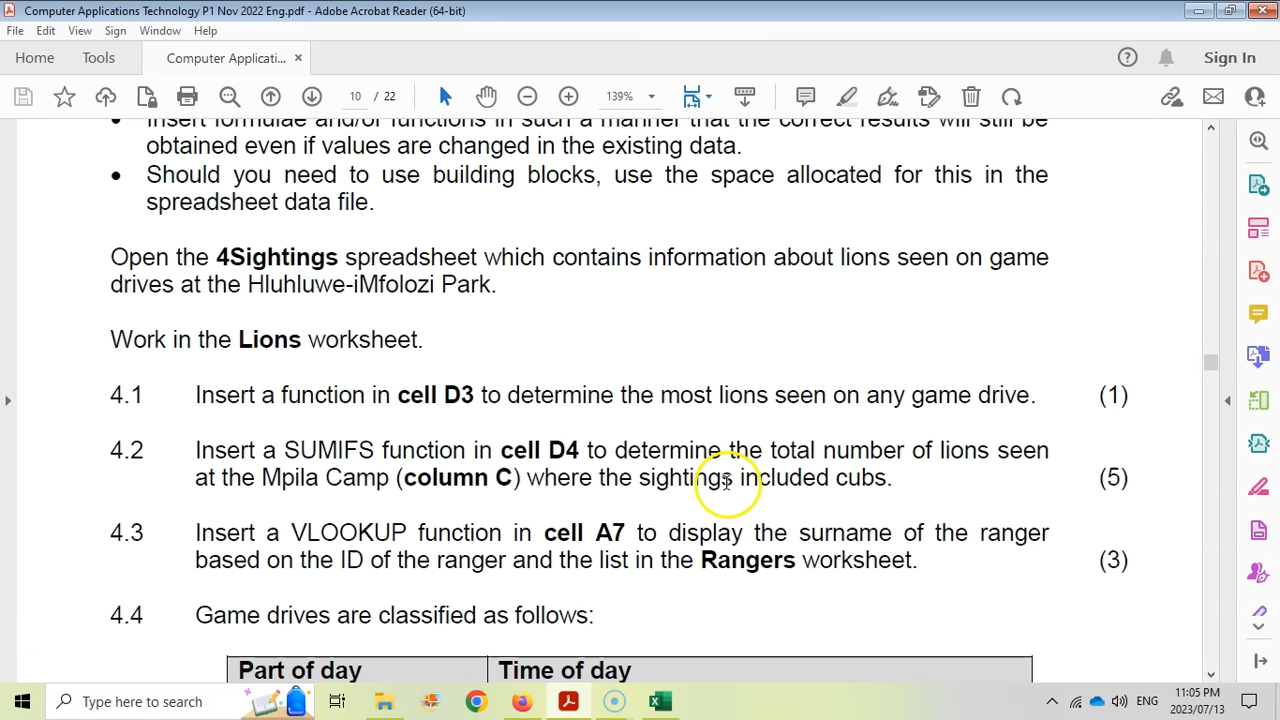 Computer Applications Technology P1 Nov 2022 Eng.pdf - Adobe Acrobat Reader (64-bit)
File Edit View Sign Window Help
Home Tools Computer Applicati... × Sign In
10 / 22 139%
Insert formulae and/or functions in such a manner that the correct results will still be
obtained even if values are changed in the existing data.
• Should you need to use building blocks, use the space allocated for this in the
spreadsheet data file.
Open the 4Sightings spreadsheet which contains information about lions seen on game
drives at the Hluhluwe-iMfolozi Park.
Work in the Lions worksheet.
4.1 Insert a function in cell D3 to determine the most lions seen on any game drive. (1)
4.2 Insert a SUMIFS function in cell D4 to determine the total number of lions seen
at the Mpila Camp (column C) where the sightings included cubs. (5)
4.3 Insert a VLOOKUP function in cell A7 to display the surname of the ranger
based on the ID of the ranger and the list in the Rangers worksheet. (3)
4.4 Game drives are classified as follows:
Part of day Time of day
Type here to search
ENG 11:05 PM
2023/07/13